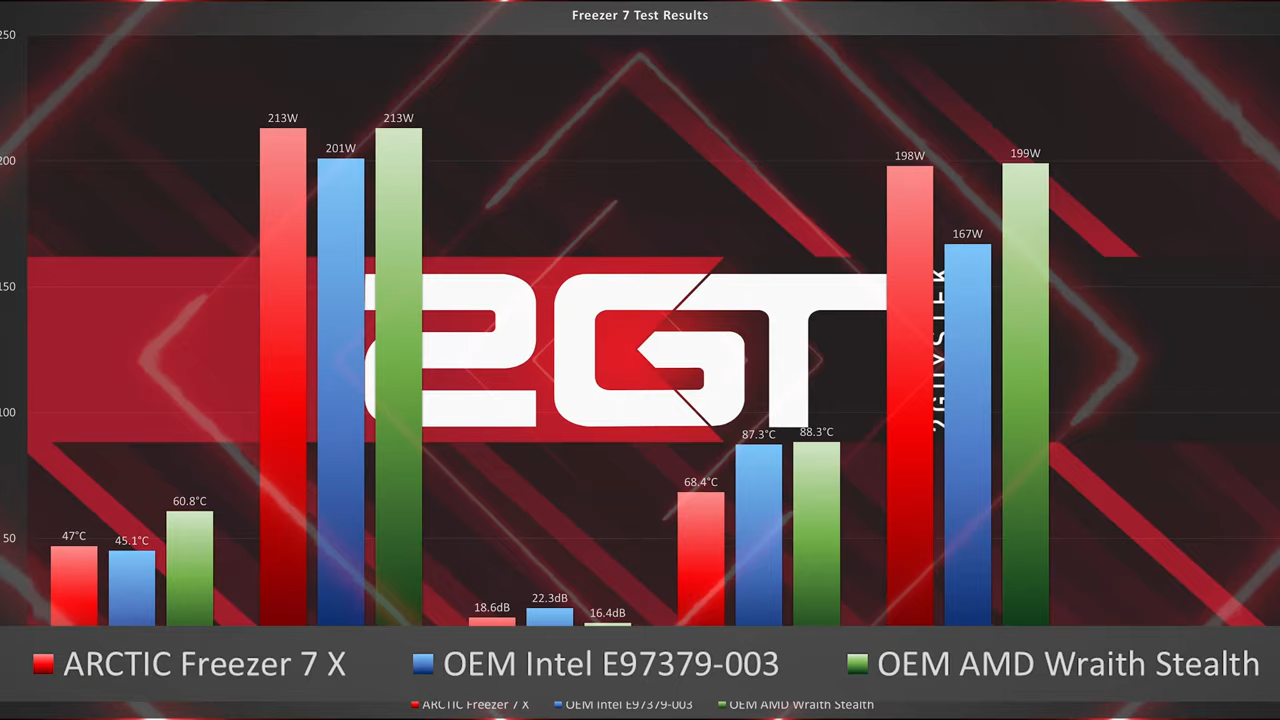 Freezer 7 Test Results
250
213W
213W
201W
200
198W
199W
167W
150
2GT
2GUYSTEK
100
87.3°C
88.3°C
68.4°C
60.8°C
50
47°C
45.1°C
18.6dB
22.3dB
16.4dB
ARCTIC Freezer 7 X
OEM Intel E97379-003
OEM AMD Wraith Stealth
ARCTIC Freezer 7 X
OEM Intel E97379-003
OEM AMD Wraith Stealth